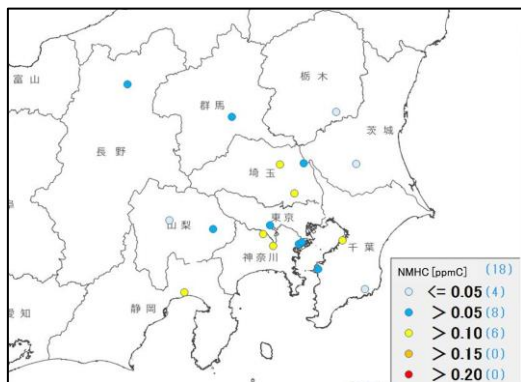 栃木
富山
群馬
茨城
長野
埼玉
山梨
東京
千葉
神奈川
静岡
愛知
NMHC [ppmC] (18)
<= 0.05 (4)
> 0.05 (8)
> 0.10 (6)
> 0.15 (0)
> 0.20 (0)